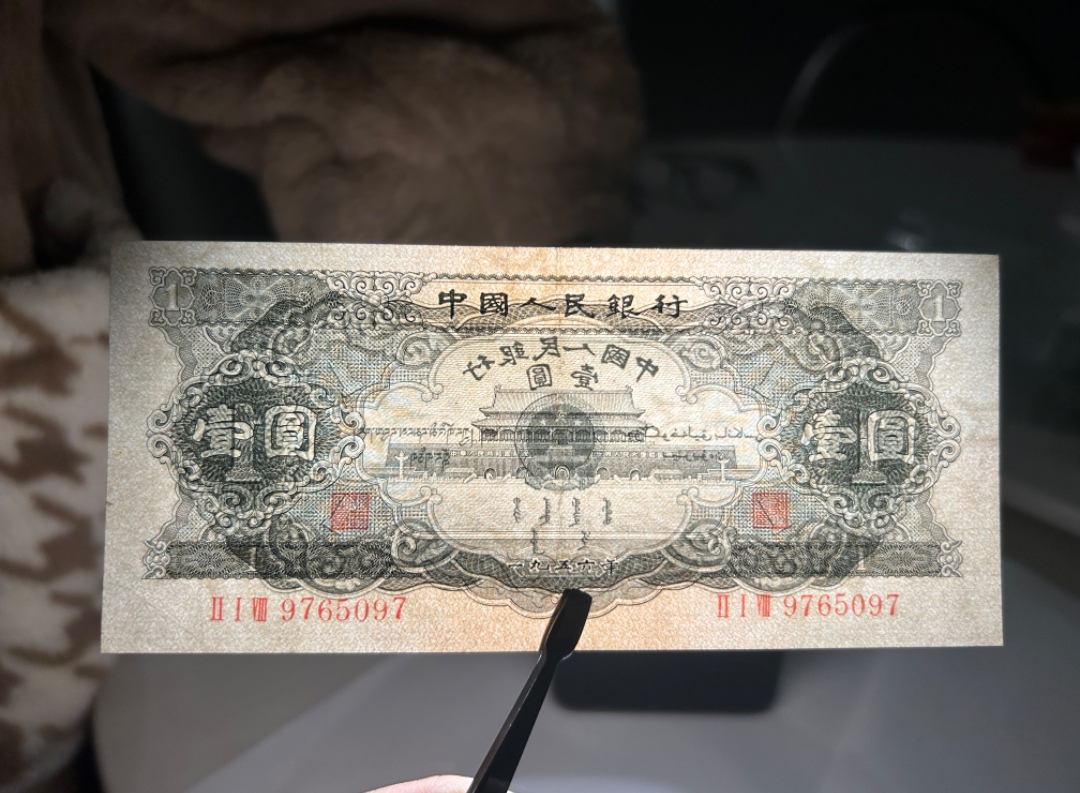 1 中國人民銀行 1
中國人民銀行
壹圓
壹圓 壹圓
一九五六年
II I VIII 9765097 II I VIII 9765097